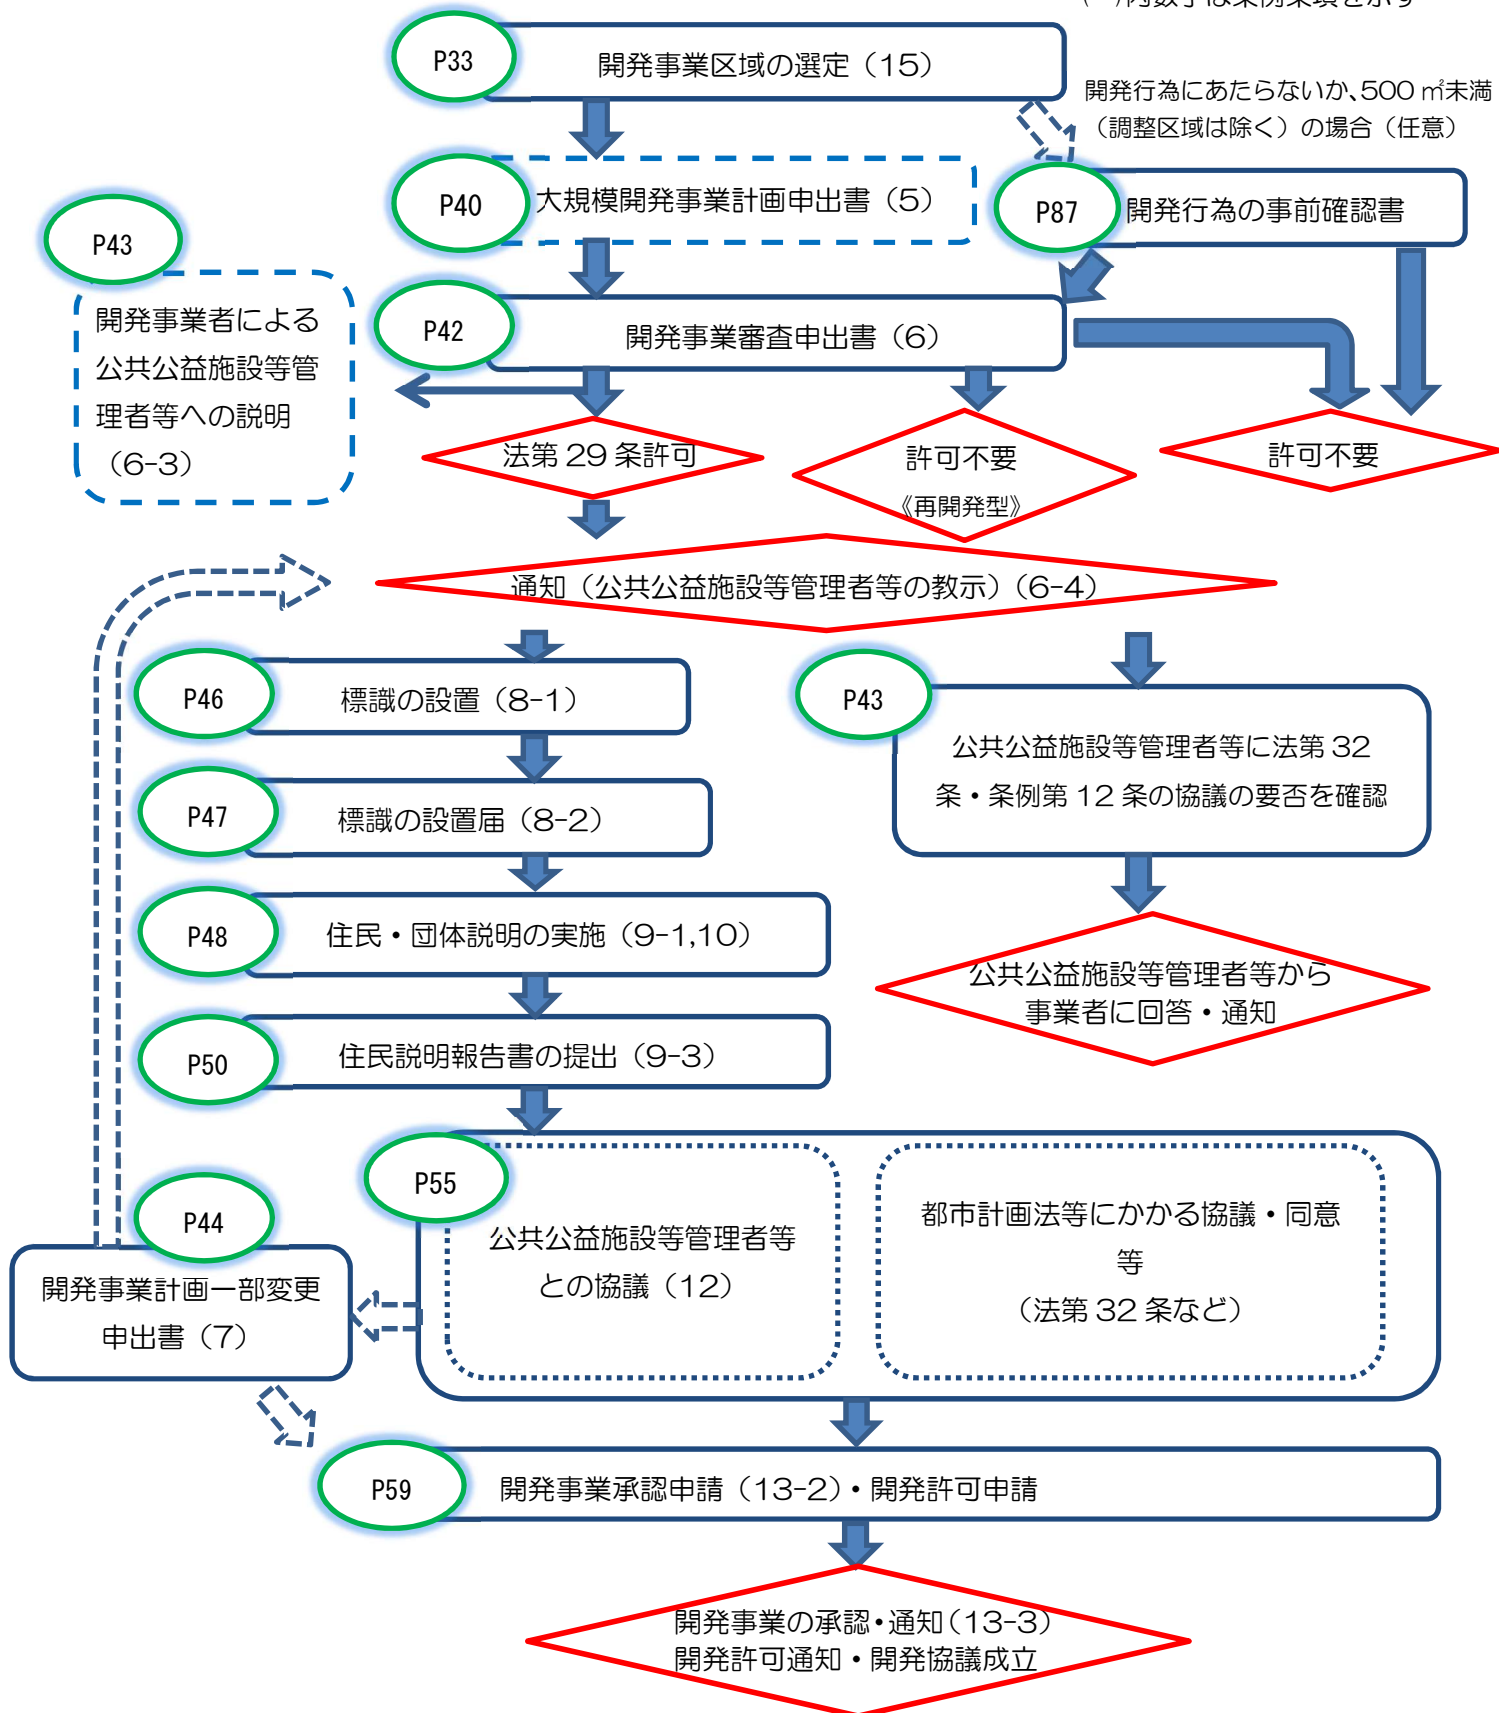 ( )内数字は条例条項を示す
P33
開発事業区域の選定（15）
開発行為にあたらないか、500 ㎡未満
（調整区域は除く）の場合（任意）
P40
大規模開発事業計画申出書（5）
P87
開発行為の事前確認書
P43
開発事業者による
公共公益施設等管
理者等への説明
（6-3）
P42
開発事業審査申出書（6）
法第 29 条許可
許可不要
《再開発型》
許可不要
通知（公共公益施設等管理者等の教示）（6-4）
P46
標識の設置（8-1）
P43
公共公益施設等管理者等に法第 32
条・条例第 12 条の協議の要否を確認
P47
標識の設置届（8-2）
P48
住民・団体説明の実施（9-1,10）
公共公益施設等管理者等から
事業者に回答・通知
P50
住民説明報告書の提出（9-3）
P55
公共公益施設等管理者等
との協議（12）
都市計画法等にかかる協議・同意
等
（法第 32 条など）
P44
開発事業計画一部変更
申出書（7）
P59
開発事業承認申請（13-2）・開発許可申請
開発事業の承認・通知（13-3）
開発許可通知・開発協議成立